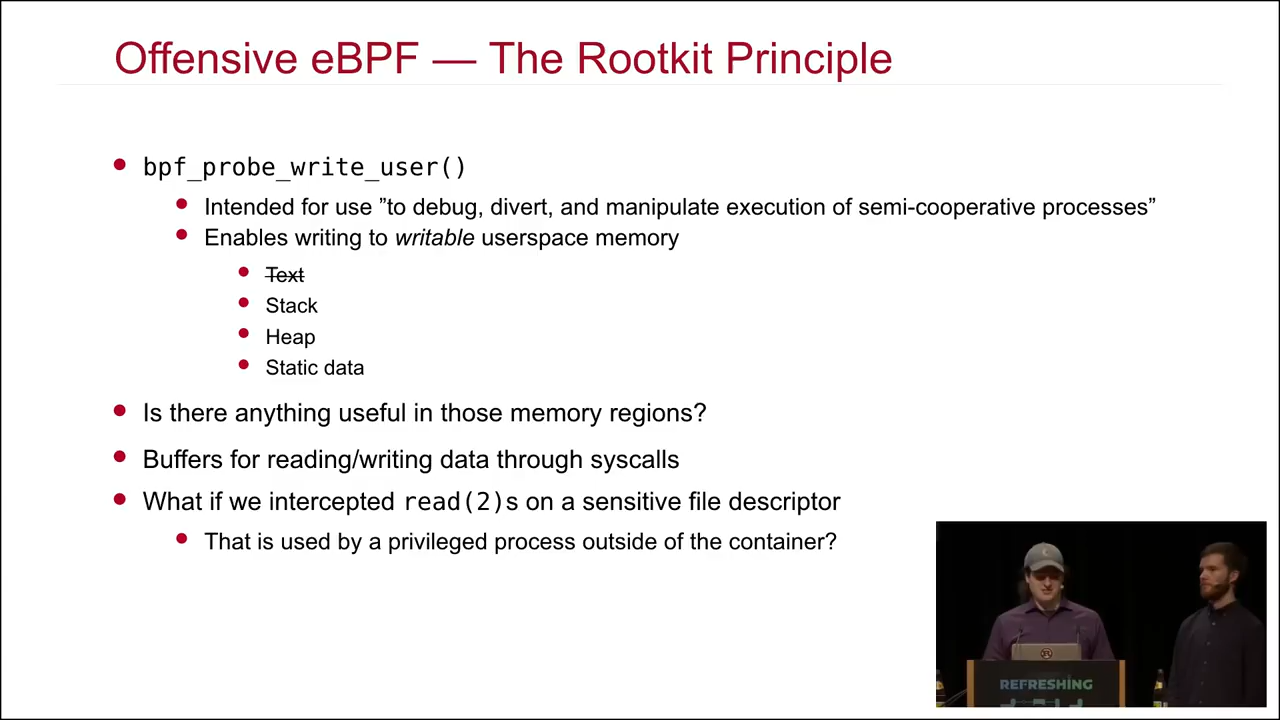 Offensive eBPF — The Rootkit Principle
bpf_probe_write_user()
Intended for use ”to debug, divert, and manipulate execution of semi-cooperative processes”
Enables writing to writable userspace memory
Text
Stack
Heap
Static data
Is there anything useful in those memory regions?
Buffers for reading/writing data through syscalls
What if we intercepted read(2)s on a sensitive file descriptor
That is used by a privileged process outside of the container?
REFRESHING